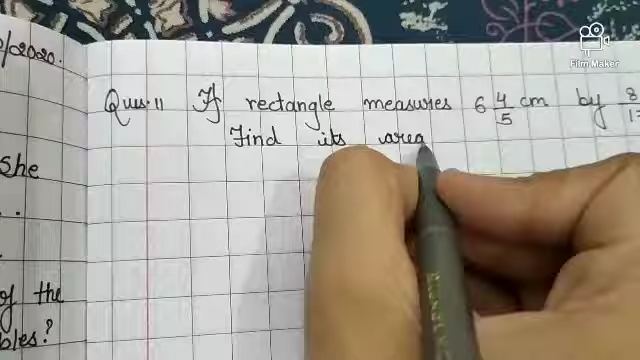 0/2020.
Ques.11 If rectangle measures 6 4/5 cm by
Find its area
She
of the
bles?
Film Maker